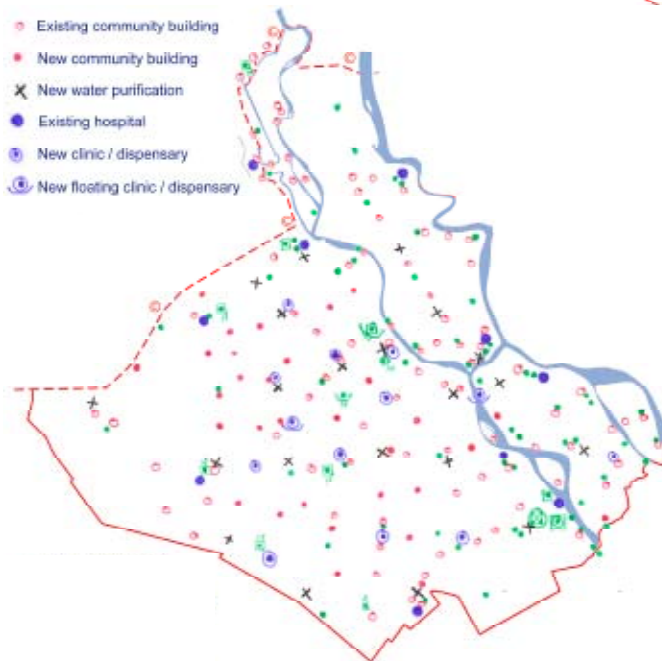 Existing community building
New community building
New water purification
Existing hospital
New clinic / dispensary
New floating clinic / dispensary